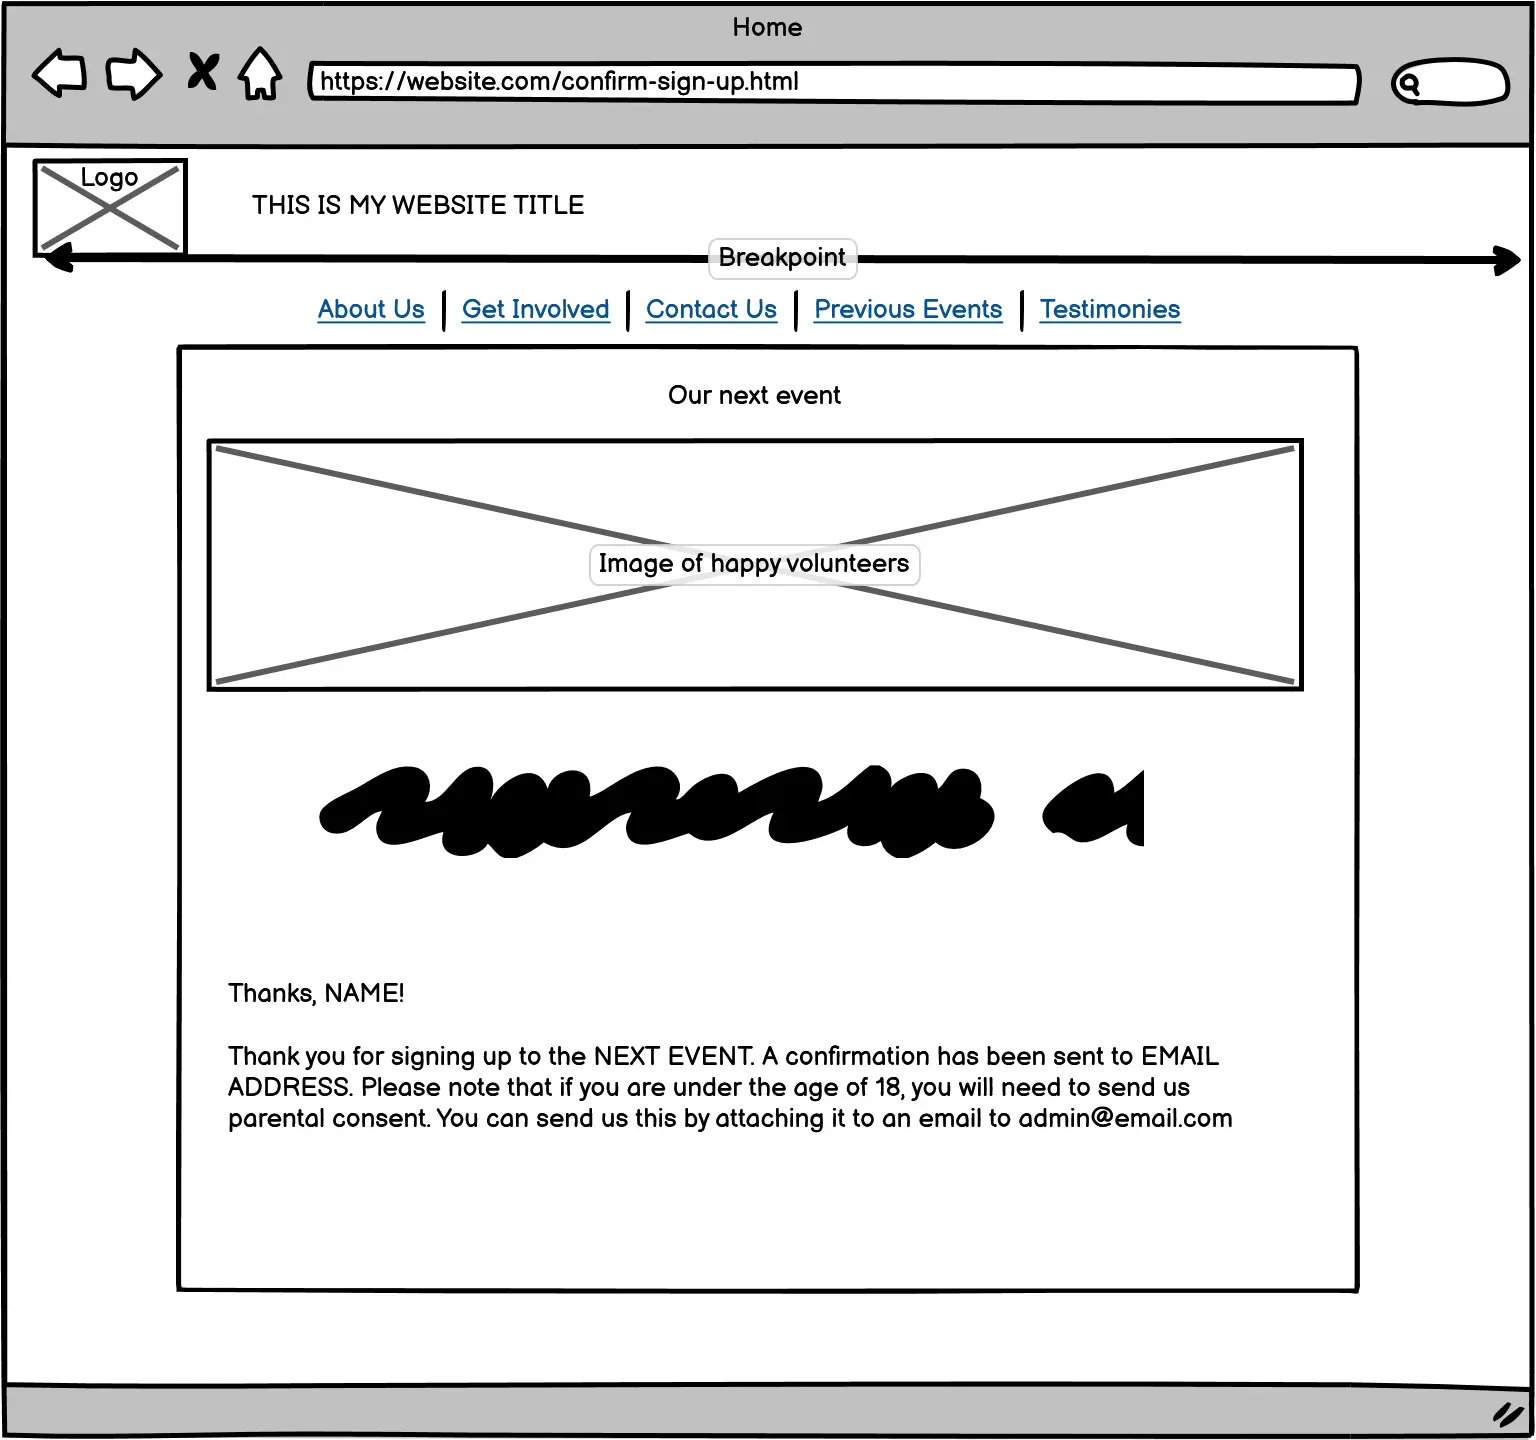 Home
https://website.com/confirm-sign-up.html
Logo
THIS IS MY WEBSITE TITLE
Breakpoint
About Us | Get Involved | Contact Us | Previous Events | Testimonies
Our next event
Image of happy volunteers
Thanks, NAME!
Thank you for signing up to the NEXT EVENT. A confirmation has been sent to EMAIL
ADDRESS. Please note that if you are under the age of 18, you will need to send us
parental consent. You can send us this by attaching it to an email to admin@email.com